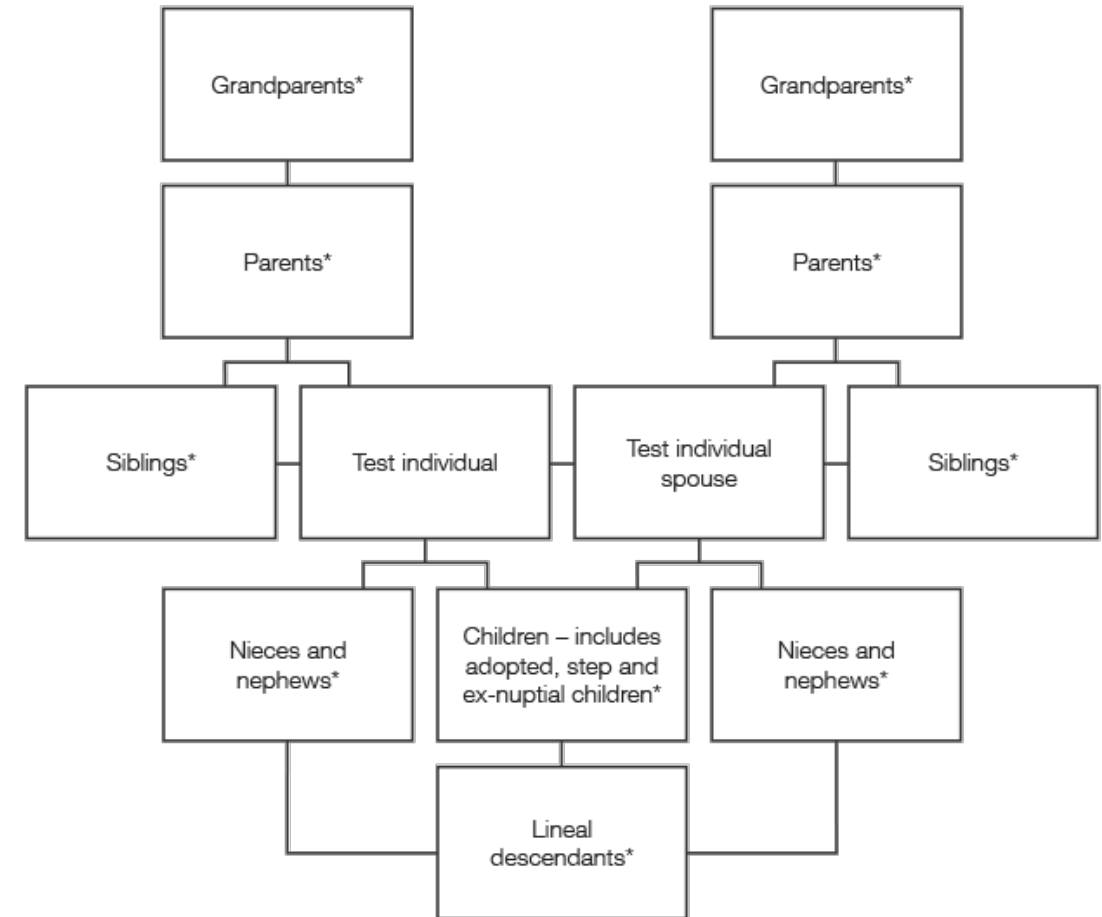 Grandparents*
Grandparents*
Parents*
Parents*
Siblings*
Test individual
Test individual
spouse
Siblings*
Nieces and
nephews*
Children – includes
adopted, step and
ex-nuptial children*
Nieces and
nephews*
Lineal
descendants*